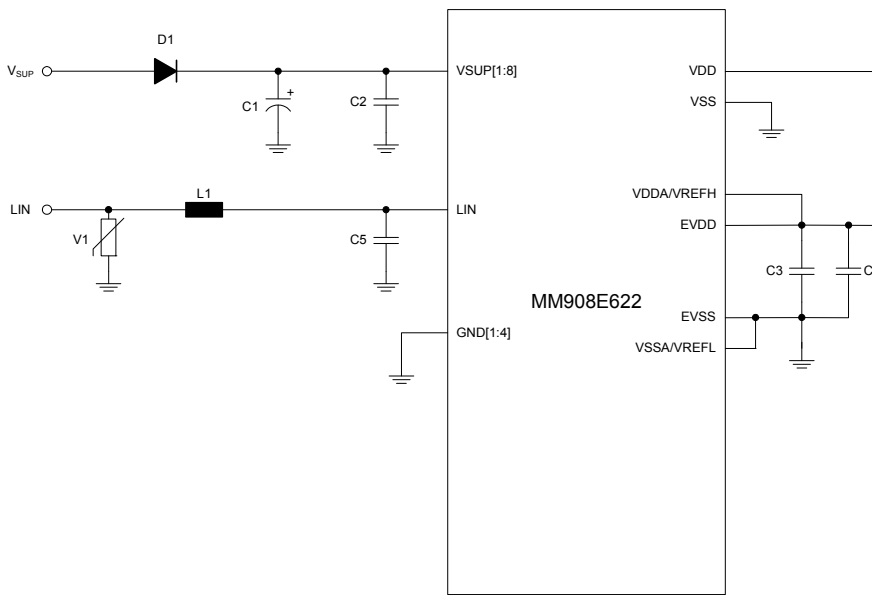 D1
V_SUP
C1
+
C2
VSUP[1:8]
VDD
VSS
LIN
V1
L1
C5
LIN
VDDA/VREFH
EVDD
C3
C
MM908E622
GND[1:4]
EVSS
VSSA/VREFL